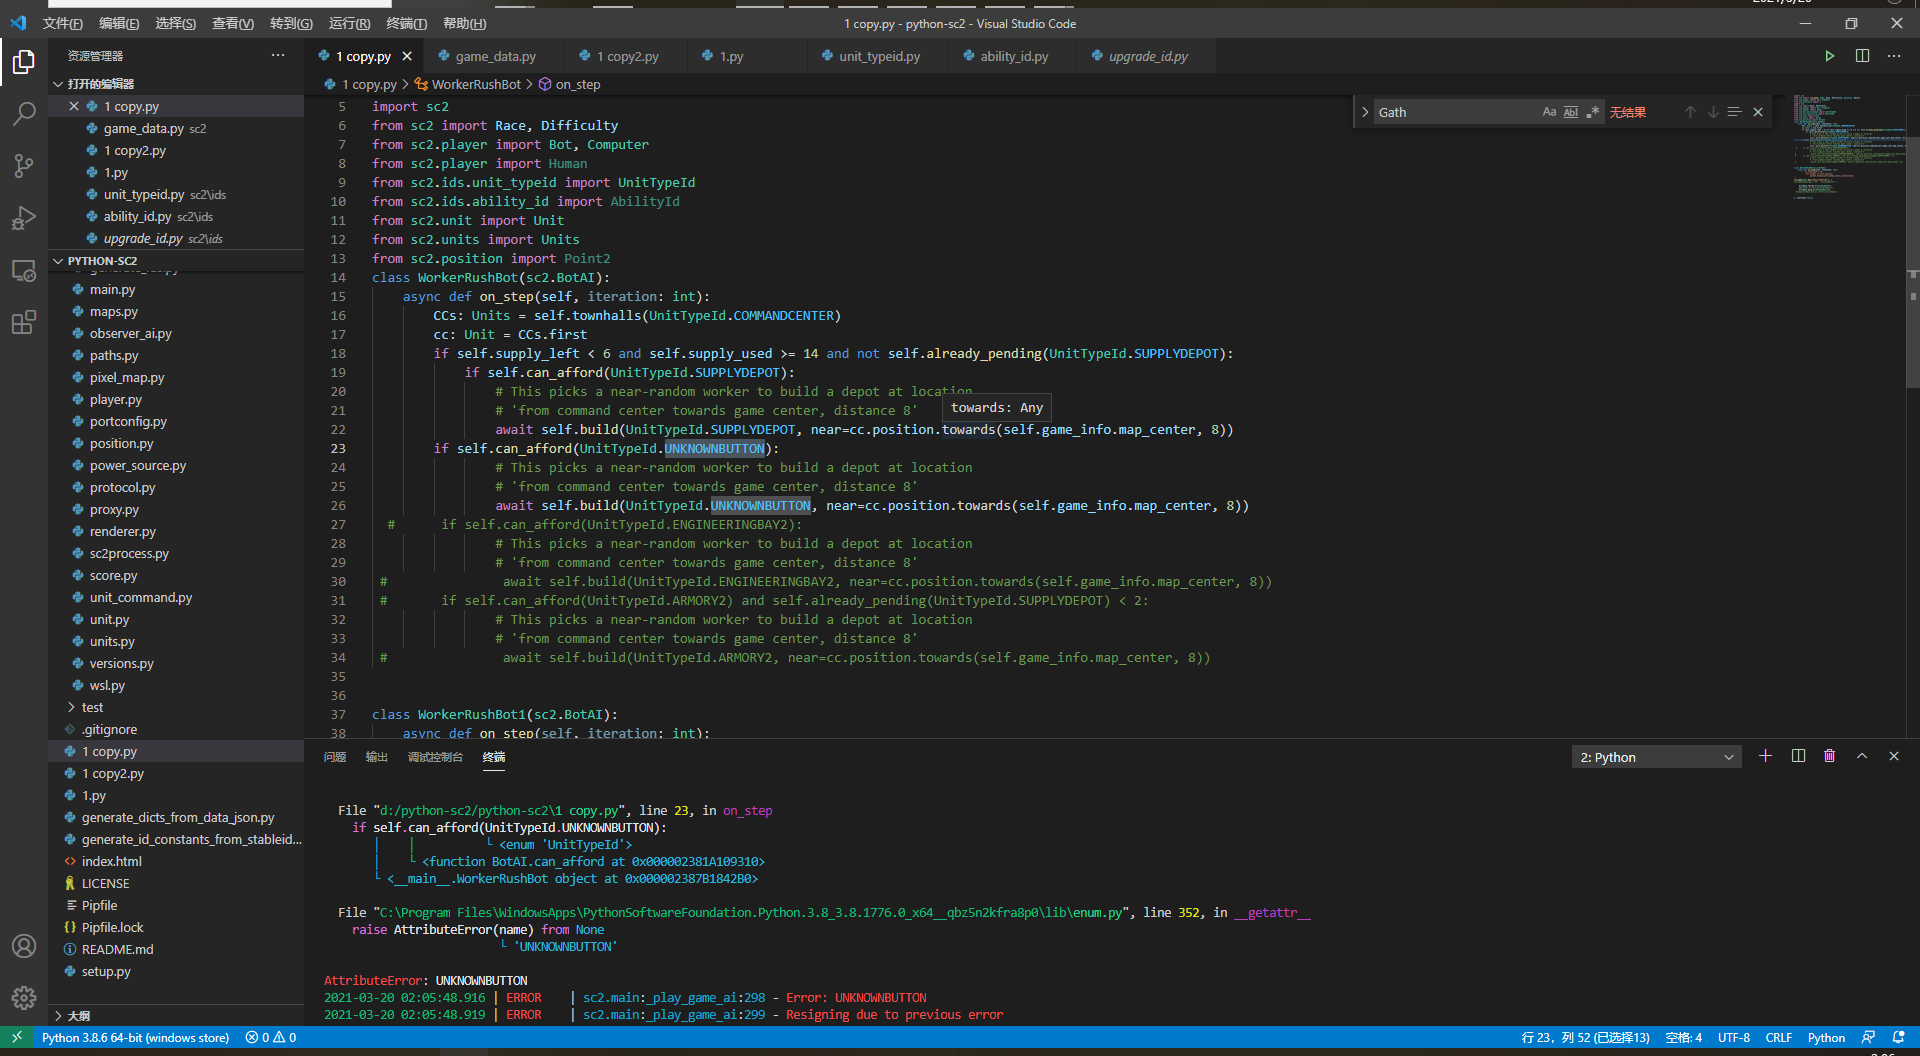 文件(F) 编辑(E) 选择(S) 查看(V) 转到(G) 运行(R) 终端(T) 帮助(H)
1 copy.py - python-sc2 - Visual Studio Code
资源管理器
打开的编辑器
1 copy.py
game_data.py sc2
1 copy2.py
1.py
unit_typeid.py sc2\ids
ability_id.py sc2\ids
upgrade_id.py sc2\ids
PYTHON-SC2
main.py
maps.py
observer_ai.py
paths.py
pixel_map.py
player.py
portconfig.py
position.py
power_source.py
protocol.py
proxy.py
renderer.py
sc2process.py
score.py
unit_command.py
unit.py
units.py
versions.py
wsl.py
test
.gitignore
1 copy.py
1 copy2.py
1.py
generate_dicts_from_data_json.py
generate_id_constants_from_stableid...
index.html
LICENSE
Pipfile
Pipfile.lock
README.md
setup.py
大纲
1 copy.py game_data.py 1 copy2.py 1.py unit_typeid.py ability_id.py upgrade_id.py
1 copy.py > WorkerRushBot > on_step
Gath Aa Abl .* 无结果
5 import sc2
6 from sc2 import Race, Difficulty
7 from sc2.player import Bot, Computer
8 from sc2.player import Human
9 from sc2.ids.unit_typeid import UnitTypeId
10 from sc2.ids.ability_id import AbilityId
11 from sc2.unit import Unit
12 from sc2.units import Units
13 from sc2.position import Point2
14 class WorkerRushBot(sc2.BotAI):
15 async def on_step(self, iteration: int):
16 CCs: Units = self.townhalls(UnitTypeId.COMMANDCENTER)
17 cc: Unit = CCs.first
18 if self.supply_left < 6 and self.supply_used >= 14 and not self.already_pending(UnitTypeId.SUPPLYDEPOT):
19 if self.can_afford(UnitTypeId.SUPPLYDEPOT):
20 # This picks a near-random worker to build a depot at location
21 # 'from command center towards game center, distance 8'
towards: Any
22 await self.build(UnitTypeId.SUPPLYDEPOT, near=cc.position.towards(self.game_info.map_center, 8))
23 if self.can_afford(UnitTypeId.UNKNOWNBUTTON):
24 # This picks a near-random worker to build a depot at location
25 # 'from command center towards game center, distance 8'
26 await self.build(UnitTypeId.UNKNOWNBUTTON, near=cc.position.towards(self.game_info.map_center, 8))
27 # if self.can_afford(UnitTypeId.ENGINEERINGBAY2):
28 # This picks a near-random worker to build a depot at location
29 # 'from command center towards game center, distance 8'
30 # await self.build(UnitTypeId.ENGINEERINGBAY2, near=cc.position.towards(self.game_info.map_center, 8))
31 # if self.can_afford(UnitTypeId.ARMORY2) and self.already_pending(UnitTypeId.SUPPLYDEPOT) < 2:
32 # This picks a near-random worker to build a depot at location
33 # 'from command center towards game center, distance 8'
34 # await self.build(UnitTypeId.ARMORY2, near=cc.position.towards(self.game_info.map_center, 8))
35
36
37 class WorkerRushBot1(sc2.BotAI):
38 async def on_step(self, iteration: int):
问题 输出 调试控制台 终端
2: Python
File "d:/python-sc2/python-sc2\1 copy.py", line 23, in on_step
if self.can_afford(UnitTypeId.UNKNOWNBUTTON):
│ │ └ <enum 'UnitTypeId'>
│ └ <function BotAI.can_afford at 0x000002381A109310>
└ <__main__.WorkerRushBot object at 0x000002387B1842B0>
File "C:\Program Files\WindowsApps\PythonSoftwareFoundation.Python.3.8_3.8.1776.0_x64__qbz5n2kfra8p0\lib\enum.py", line 352, in __getattr__
raise AttributeError(name) from None
└ 'UNKNOWNBUTTON'
AttributeError: UNKNOWNBUTTON
2021-03-20 02:05:48.916 | ERROR | sc2.main:_play_game_ai:298 - Error: UNKNOWNBUTTON
2021-03-20 02:05:48.919 | ERROR | sc2.main:_play_game_ai:299 - Resigning due to previous error
Python 3.8.6 64-bit (windows store) 0 0
行 23，列 52 (已选择13) 空格: 4 UTF-8 CRLF Python